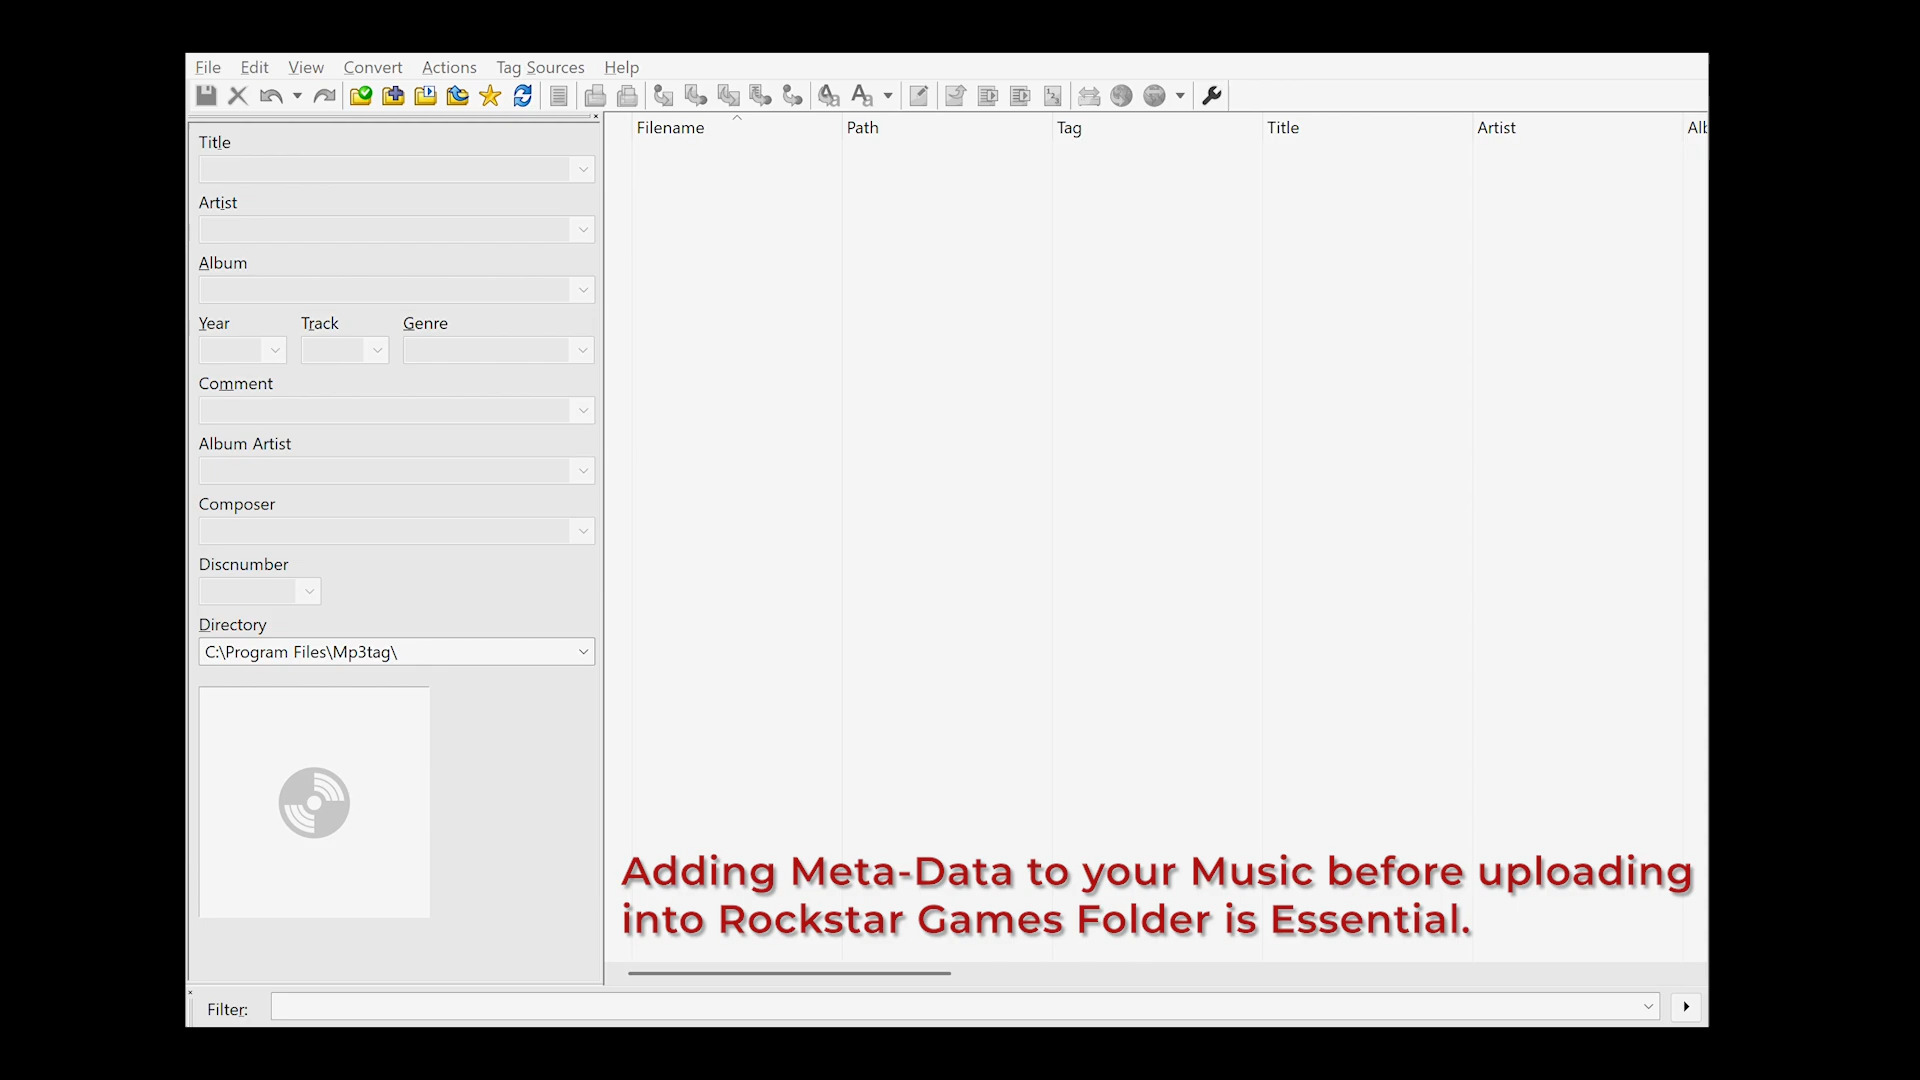 File Edit View Convert Actions Tag Sources Help
Title
Artist
Album
Year Track Genre
Comment
Album Artist
Composer
Discnumber
Directory
C:\Program Files\Mp3tag\
Filename Path Tag Title Artist Alb
Adding Meta-Data to your Music before uploading
into Rockstar Games Folder is Essential.
Filter: